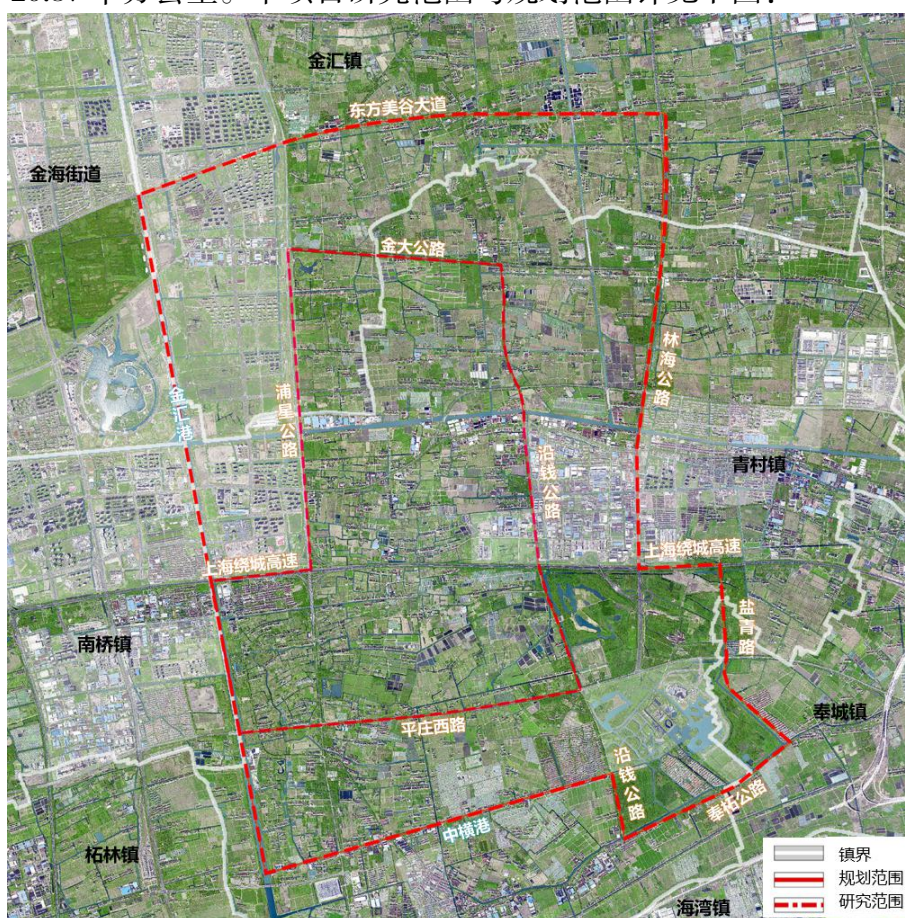 金汇镇
东方美谷大道
金海街道
金大公路
林海公路
浦星公路
金汇港
沿钱公路
青村镇
上海绕城高速
上海绕城高速
盐青路
南桥镇
奉城镇
平庄西路
沿钱公路
奉柘公路
中横港
柘林镇
海湾镇
镇界
规划范围
研究范围